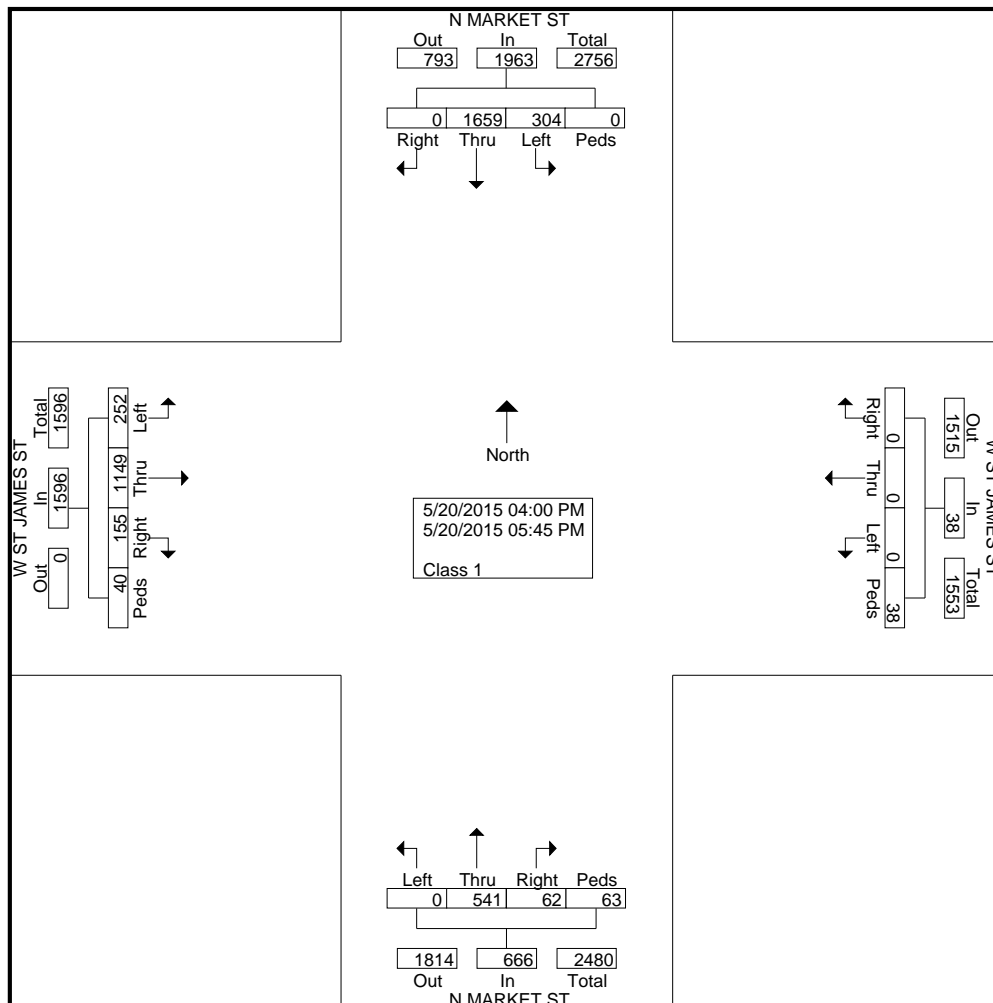 N MARKET ST
Out In Total
793 1963 2756
0 1659 304 0
Right Thru Left Peds
W ST JAMES ST
Total In Out
1596 1596 0
252 1149 155 40
Left Thru Right Peds
North
5/20/2015 04:00 PM
5/20/2015 05:45 PM
Class 1
Right Thru Left Peds
0 0 0 38
Out In Total
1515 38 1553
W ST JAMES ST
Left Thru Right Peds
0 541 62 63
1814 666 2480
Out In Total
N MARKET ST